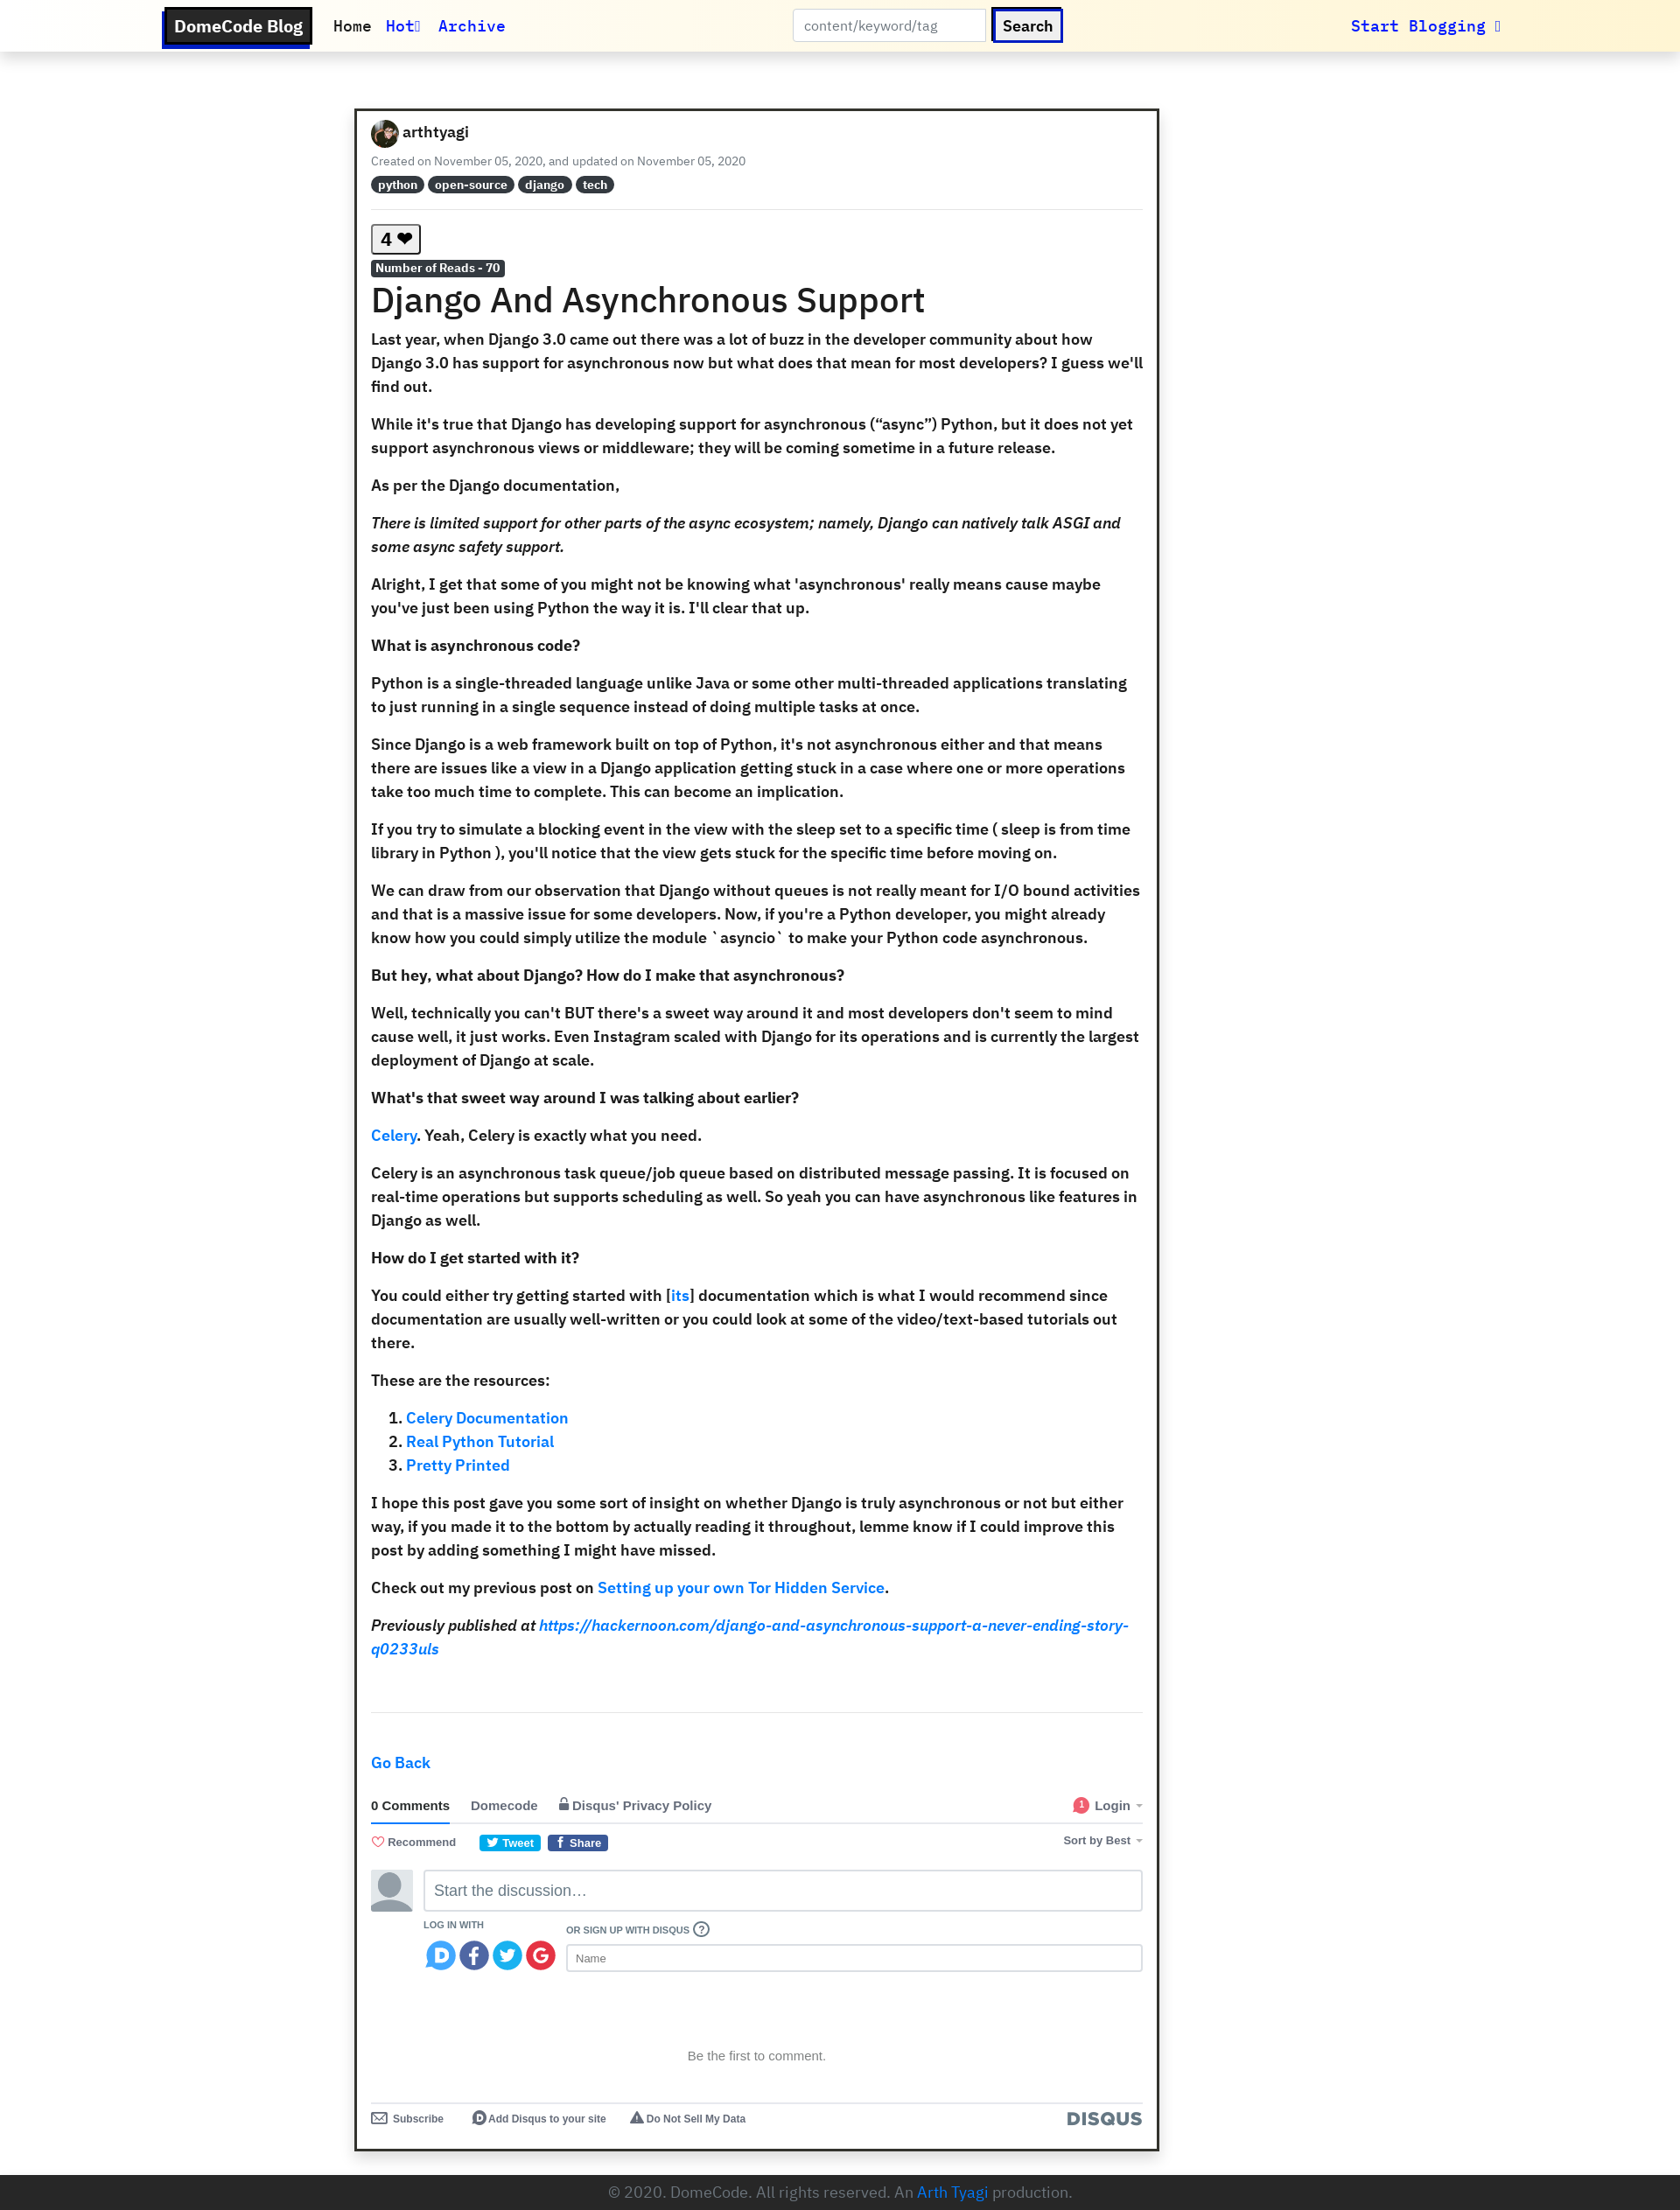 DomeCode Blog Home Hot Archive content/keyword/tag Search Start Blogging
arthtyagi
Created on November 05, 2020, and updated on November 05, 2020
python open-source django tech
4 ❤
Number of Reads - 70
Django And Asynchronous Support
Last year, when Django 3.0 came out there was a lot of buzz in the developer community about how
Django 3.0 has support for asynchronous now but what does that mean for most developers? I guess we'll
find out.
While it's true that Django has developing support for asynchronous (“async”) Python, but it does not yet
support asynchronous views or middleware; they will be coming sometime in a future release.
As per the Django documentation,
There is limited support for other parts of the async ecosystem; namely, Django can natively talk ASGI and
some async safety support.
Alright, I get that some of you might not be knowing what 'asynchronous' really means cause maybe
you've just been using Python the way it is. I'll clear that up.
What is asynchronous code?
Python is a single-threaded language unlike Java or some other multi-threaded applications translating
to just running in a single sequence instead of doing multiple tasks at once.
Since Django is a web framework built on top of Python, it's not asynchronous either and that means
there are issues like a view in a Django application getting stuck in a case where one or more operations
take too much time to complete. This can become an implication.
If you try to simulate a blocking event in the view with the sleep set to a specific time ( sleep is from time
library in Python ), you'll notice that the view gets stuck for the specific time before moving on.
We can draw from our observation that Django without queues is not really meant for I/O bound activities
and that is a massive issue for some developers. Now, if you're a Python developer, you might already
know how you could simply utilize the module `asyncio` to make your Python code asynchronous.
But hey, what about Django? How do I make that asynchronous?
Well, technically you can't BUT there's a sweet way around it and most developers don't seem to mind
cause well, it just works. Even Instagram scaled with Django for its operations and is currently the largest
deployment of Django at scale.
What's that sweet way around I was talking about earlier?
Celery. Yeah, Celery is exactly what you need.
Celery is an asynchronous task queue/job queue based on distributed message passing. It is focused on
real-time operations but supports scheduling as well. So yeah you can have asynchronous like features in
Django as well.
How do I get started with it?
You could either try getting started with [its] documentation which is what I would recommend since
documentation are usually well-written or you could look at some of the video/text-based tutorials out
there.
These are the resources:
1. Celery Documentation
2. Real Python Tutorial
3. Pretty Printed
I hope this post gave you some sort of insight on whether Django is truly asynchronous or not but either
way, if you made it to the bottom by actually reading it throughout, lemme know if I could improve this
post by adding something I might have missed.
Check out my previous post on Setting up your own Tor Hidden Service.
Previously published at https://hackernoon.com/django-and-asynchronous-support-a-never-ending-story-
q0233uls
Go Back
0 Comments Domecode Disqus' Privacy Policy 1 Login
Recommend Tweet Share Sort by Best
Start the discussion…
LOG IN WITH
OR SIGN UP WITH DISQUS ?
Name
Be the first to comment.
Subscribe Add Disqus to your site Do Not Sell My Data DISQUS
© 2020. DomeCode. All rights reserved. An Arth Tyagi production.